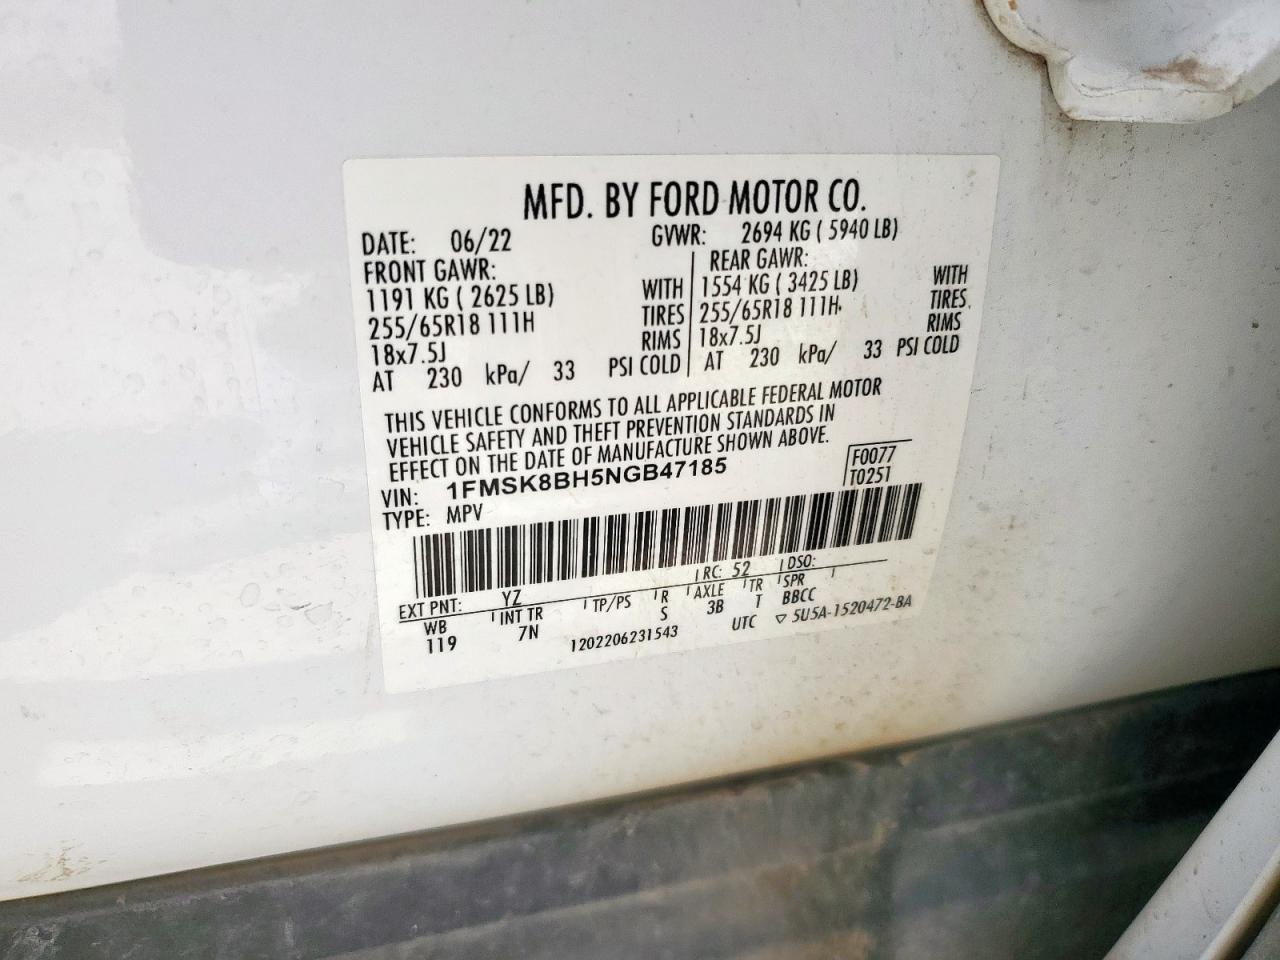 MFD. BY FORD MOTOR CO.
DATE: 06/22 GVWR: 2694 KG ( 5940 LB)
FRONT GAWR: REAR GAWR:
1191 KG ( 2625 LB) WITH 1554 KG ( 3425 LB) WITH
255/65R18 111H TIRES 255/65R18 111H TIRES
18x7.5J RIMS 18x7.5J RIMS
AT 230 kPa/ 33 PSI COLD AT 230 kPa/ 33 PSI COLD
THIS VEHICLE CONFORMS TO ALL APPLICABLE FEDERAL MOTOR
VEHICLE SAFETY AND THEFT PREVENTION STANDARDS IN
EFFECT ON THE DATE OF MANUFACTURE SHOWN ABOVE.
VIN: 1FMSK8BH5NGB47185 F0077
TYPE: MPV T0251
EXT PNT: YZ RC: 52 DSO:
WB INT TR TP/PS R AXLE TR SPR
119 7N S 3B T BBCC
1202206231543 UTC ▽ 5U5A-1520472-BA